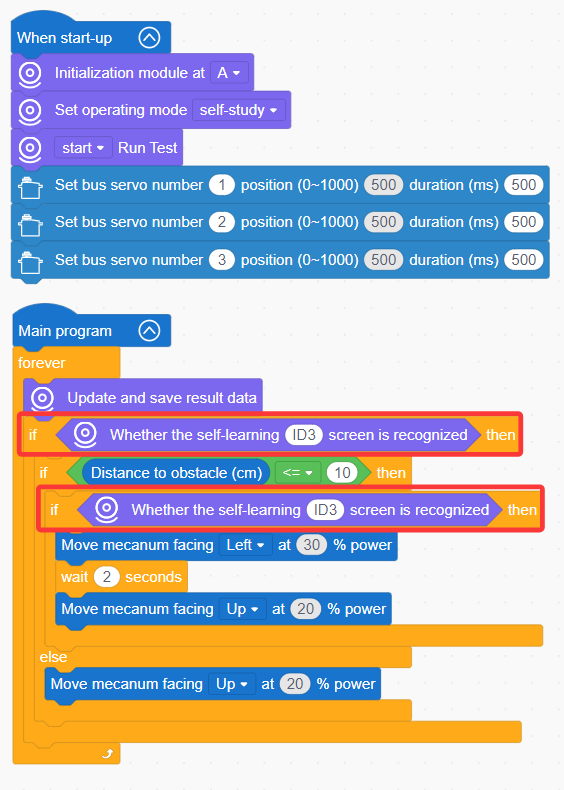 When start-up
Initialization module at A
Set operating mode self-study
start Run Test
Set bus servo number 1 position (0~1000) 500 duration (ms) 500
Set bus servo number 2 position (0~1000) 500 duration (ms) 500
Set bus servo number 3 position (0~1000) 500 duration (ms) 500
Main program
forever
Update and save result data
if Whether the self-learning ID3 screen is recognized then
if Distance to obstacle (cm) <= 10 then
if Whether the self-learning ID3 screen is recognized then
Move mecanum facing Left at 30 % power
wait 2 seconds
Move mecanum facing Up at 20 % power
else
Move mecanum facing Up at 20 % power